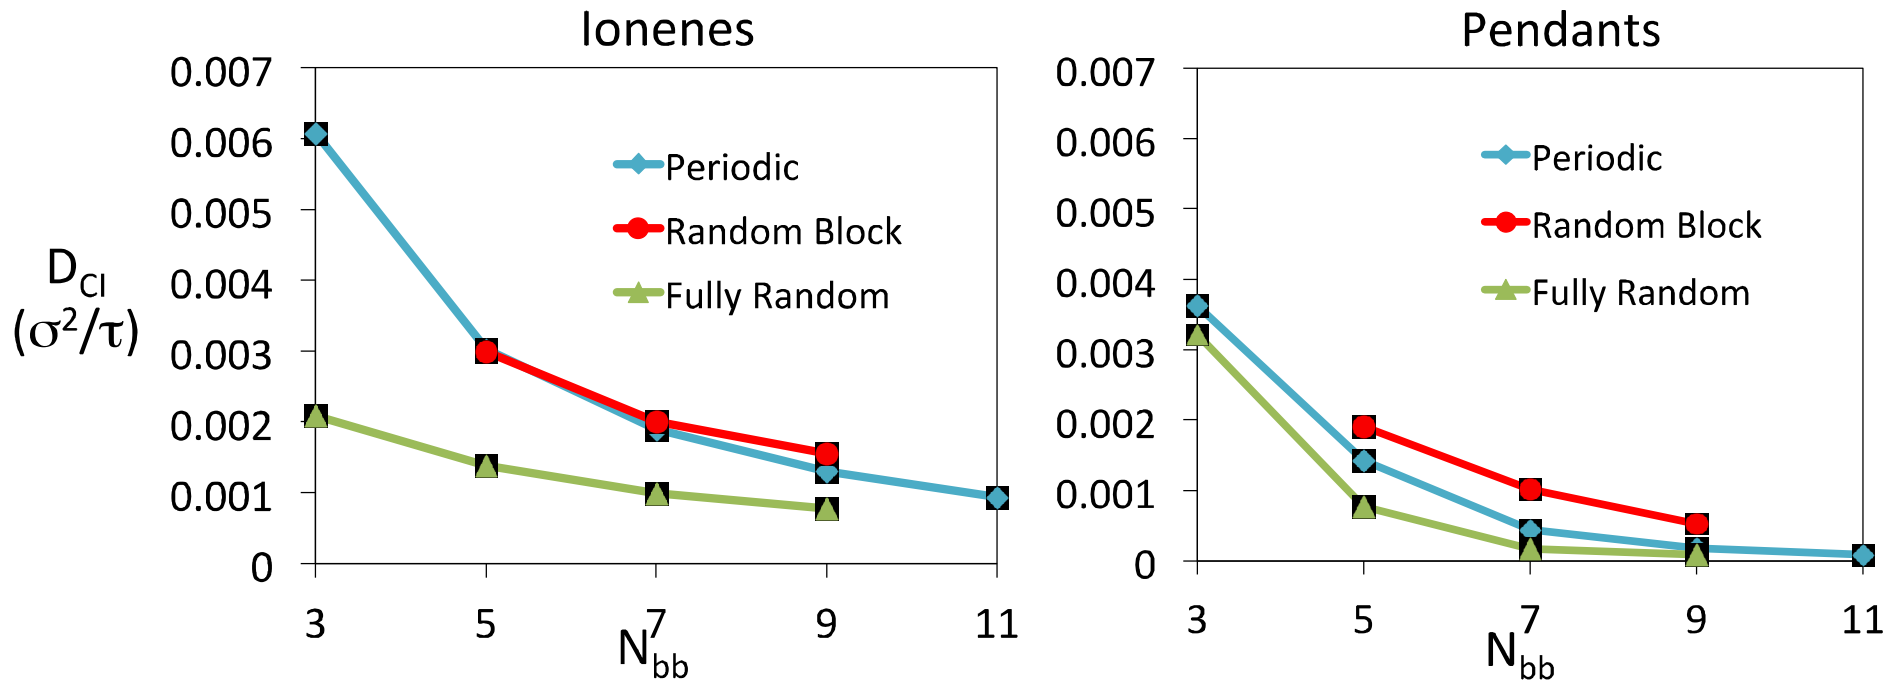 Ionenes
0.007
0.006
0.005
0.004
0.003
0.002
0.001
0
D_CI
(σ²/τ)
Periodic
Random Block
Fully Random
3 5 7 9 11
N_bb
Pendants
0.007
0.006
0.005
0.004
0.003
0.002
0.001
0
Periodic
Random Block
Fully Random
3 5 7 9 11
N_bb